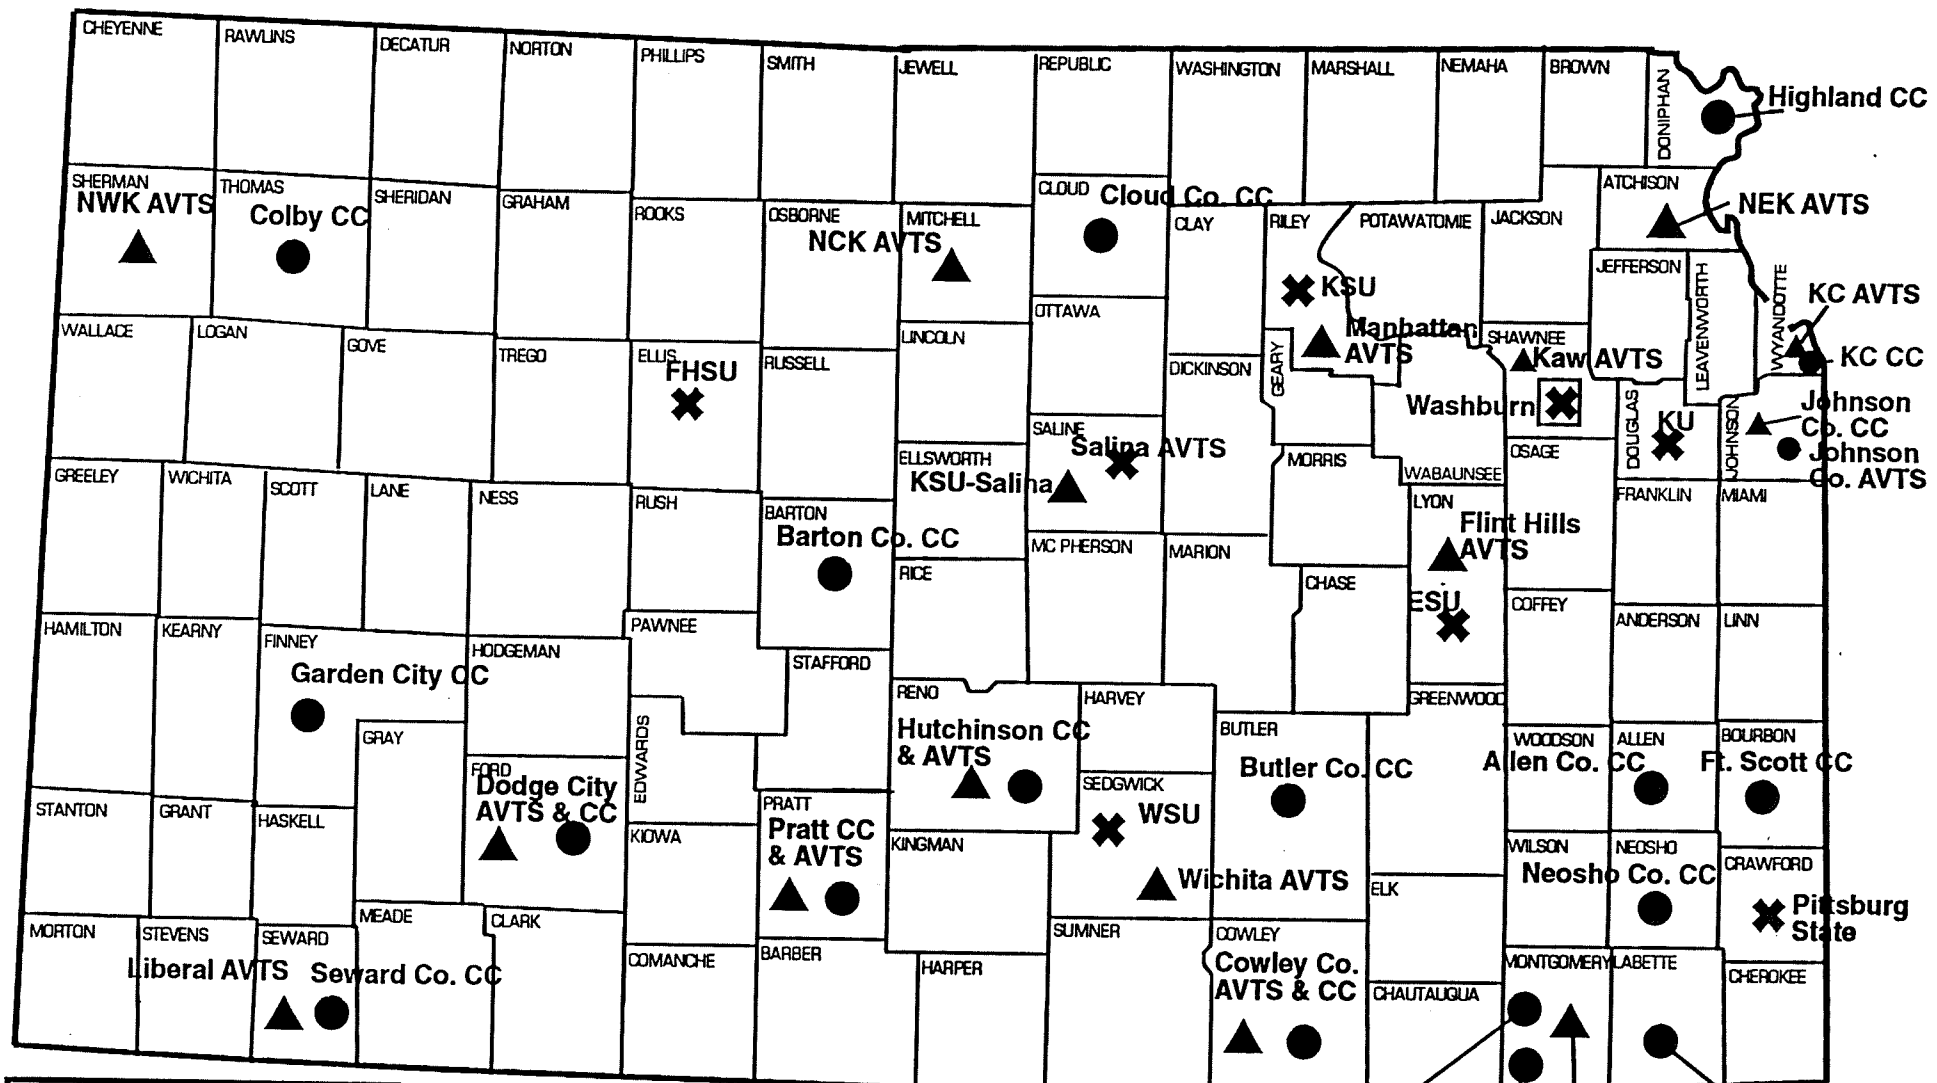 CHEYENNE
RAWLINS
DECATUR
NORTON
PHILLIPS
SMITH
JEWELL
REPUBLIC
WASHINGTON
MARSHALL
NEMAHA
BROWN
DONIPHAN
Highland CC
SHERMAN
NWK AVTS
THOMAS
Colby CC
SHERIDAN
GRAHAM
ROOKS
OSBORNE
MITCHELL
NCK AVTS
CLOUD
Cloud Co. CC
CLAY
RILEY
POTAWATOMIE
JACKSON
ATCHISON
NEK AVTS
KSU
Manhattan
AVTS
JEFFERSON
LEAVENWORTH
WYANDOTTE
KC AVTS
KC CC
WALLACE
LOGAN
GOVE
TREGO
ELLIS
FHSU
RUSSELL
LINCOLN
OTTAWA
DICKINSON
GEARY
SHAWNEE
Kaw AVTS
Washburn
DOUGLAS
KU
JOHNSON
Johnson
Co. CC
Johnson
Co. AVTS
GREELEY
WICHITA
SCOTT
LANE
NESS
RUSH
BARTON
Barton Co. CC
ELLSWORTH
KSU-Salina
SALINE
Salina AVTS
MORRIS
WABAUNSEE
OSAGE
FRANKLIN
MIAMI
RICE
MC PHERSON
MARION
CHASE
LYON
Flint Hills
AVTS
ESU
COFFEY
ANDERSON
LINN
HAMILTON
KEARNY
FINNEY
Garden City CC
HODGEMAN
PAWNEE
STAFFORD
EDWARDS
GRAY
FORD
Dodge City
AVTS & CC
RENO
Hutchinson CC
& AVTS
HARVEY
SEDGWICK
WSU
Wichita AVTS
BUTLER
Butler Co. CC
GREENWOOD
WOODSON
ALLEN
Allen Co. CC
BOURBON
Ft. Scott CC
STANTON
GRANT
HASKELL
KIOWA
PRATT
Pratt CC
& AVTS
KINGMAN
ELK
WILSON
NEOSHO
Neosho Co. CC
CRAWFORD
Pittsburg
State
MORTON
STEVENS
SEWARD
Liberal AVTS
Seward Co. CC
MEADE
CLARK
COMANCHE
BARBER
HARPER
SUMNER
COWLEY
Cowley Co.
AVTS & CC
CHAUTAUQUA
MONTGOMERY
LABETTE
CHEROKEE